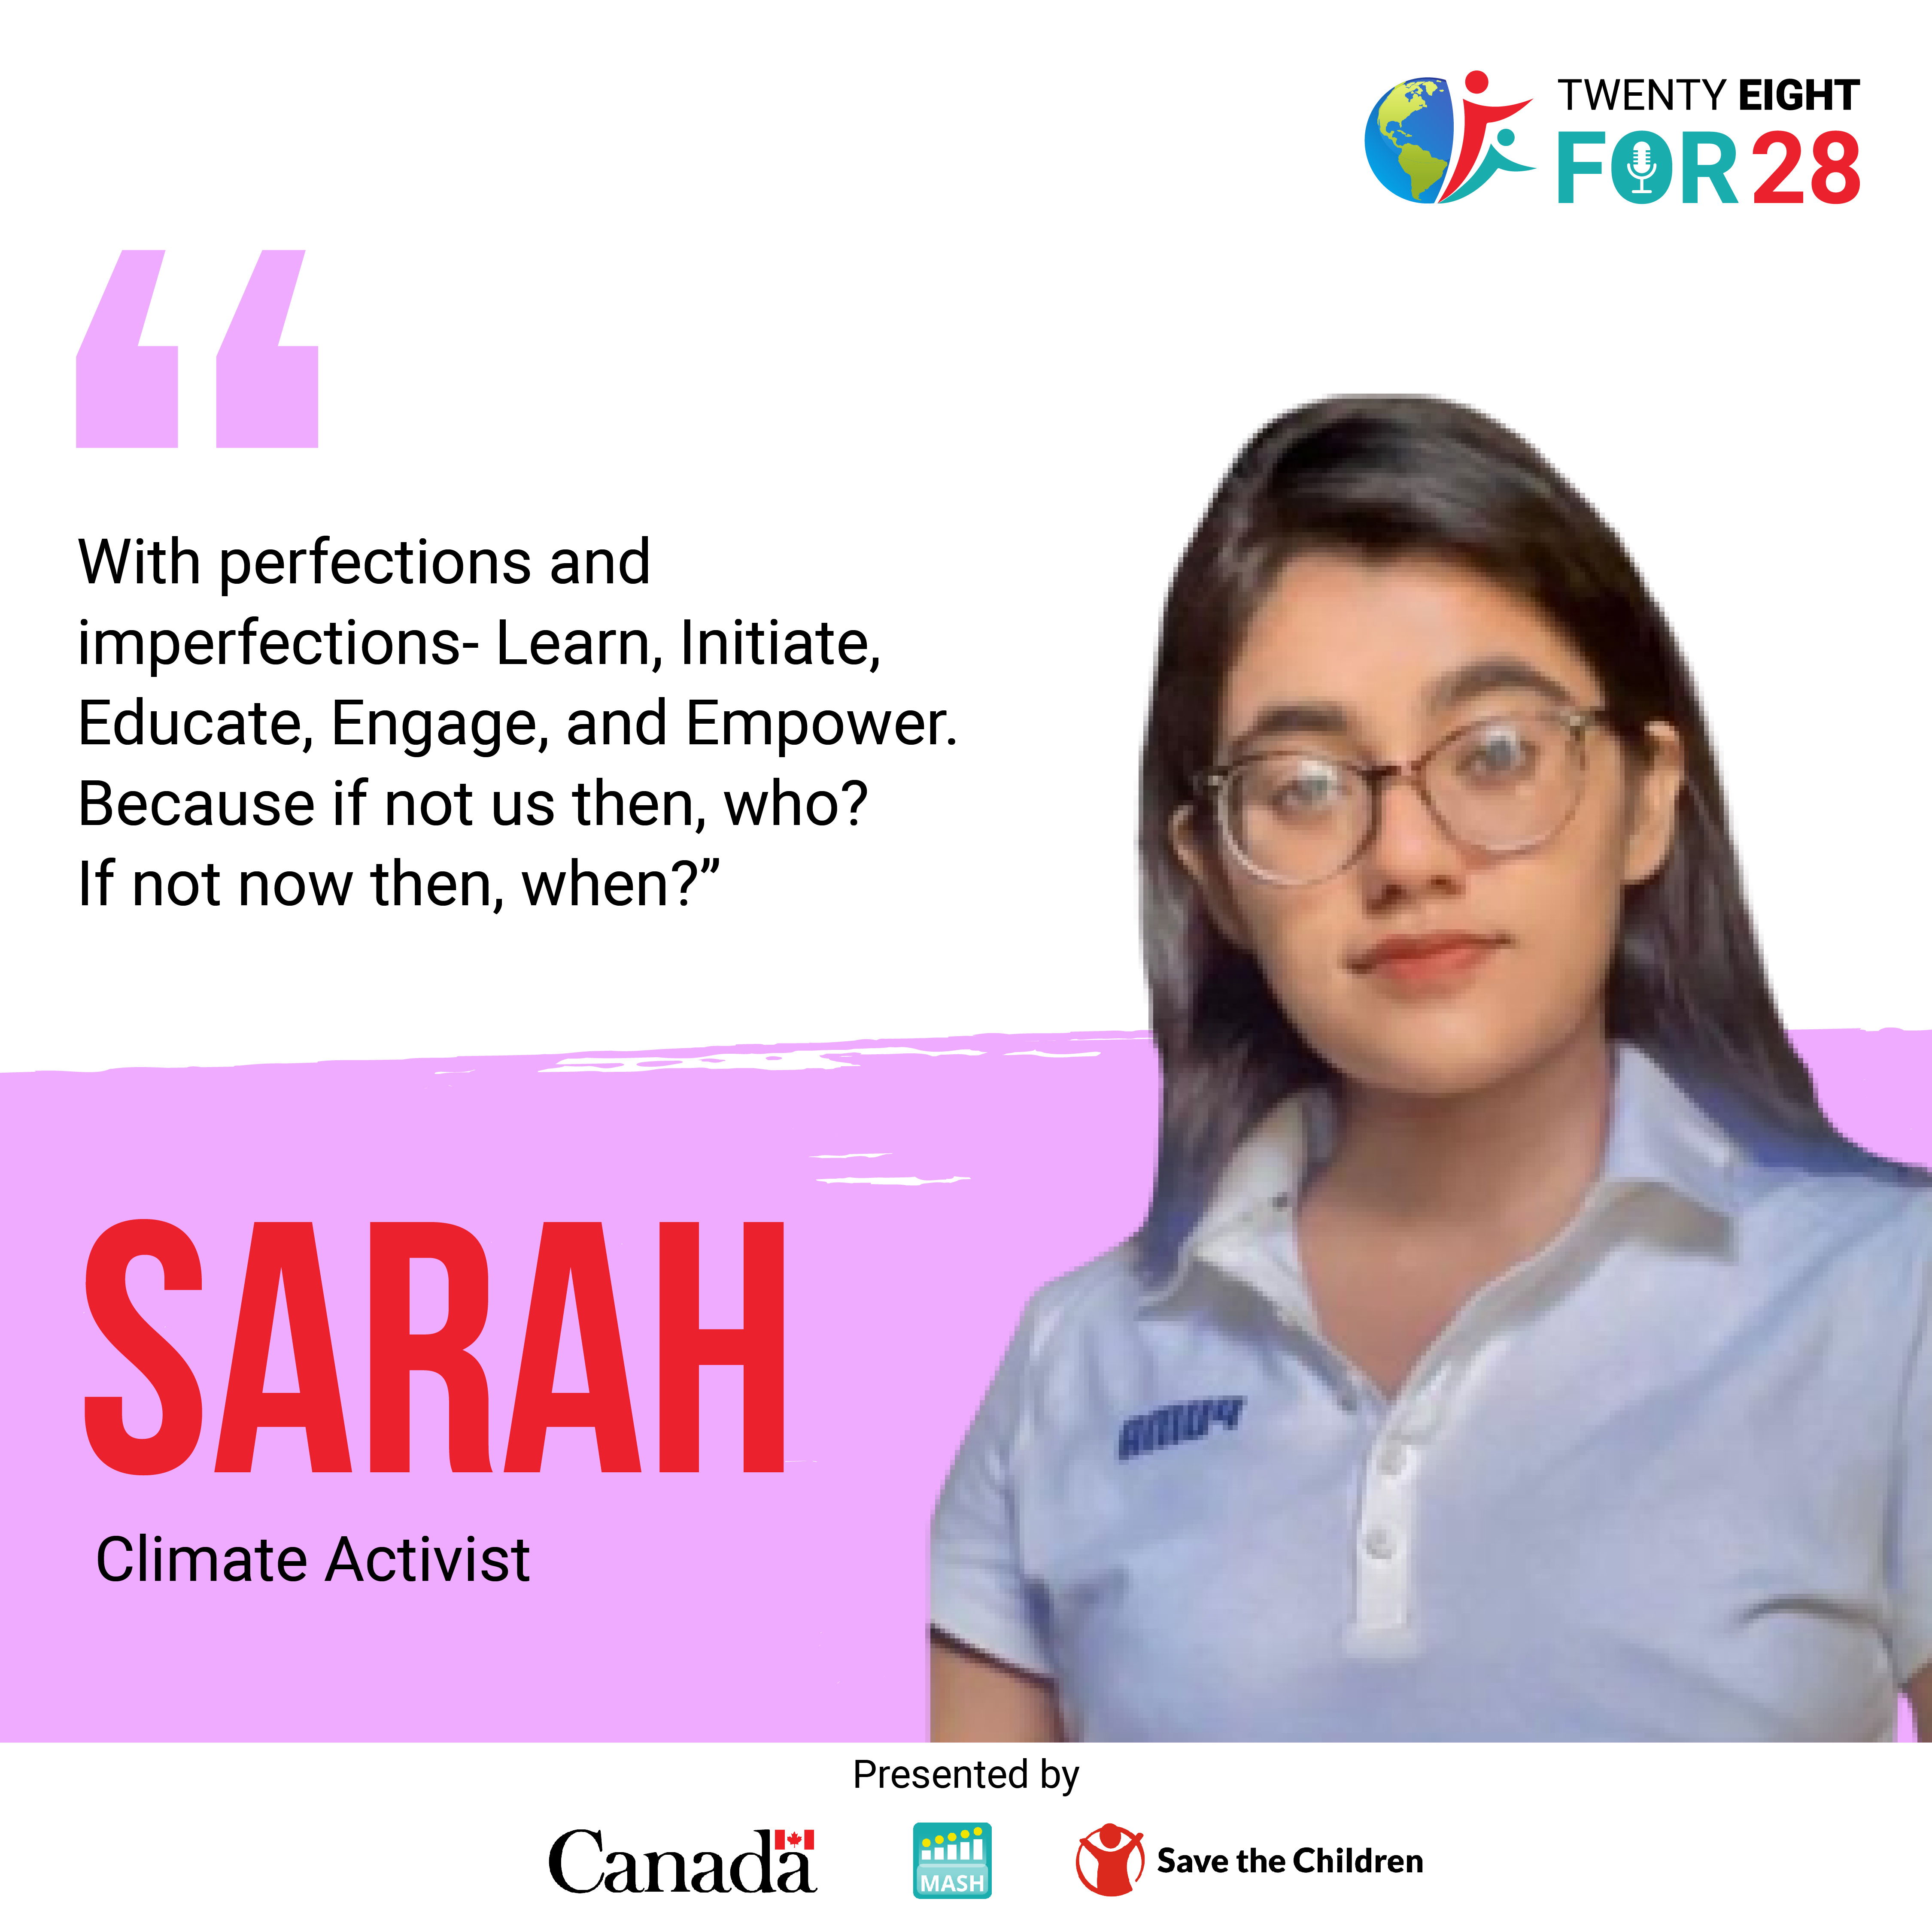 TWENTY EIGHT
FOR 28
“
With perfections and
imperfections- Learn, Initiate,
Educate, Engage, and Empower.
Because if not us then, who?
If not now then, when?”
SARAH
Climate Activist
Presented by
Canada
MASH
Save the Children